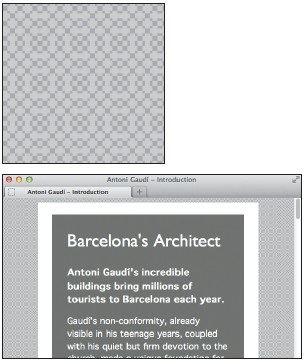 Antoni Gaudí - Introduction
Antoni Gaudí - Introduction
Barcelona's Architect
Antoni Gaudí's incredible
buildings bring millions of
tourists to Barcelona each year.
Gaudí's non-conformity, already
visible in his teenage years, coupled
with his quiet but firm devotion to the
church, made a unique foundation for